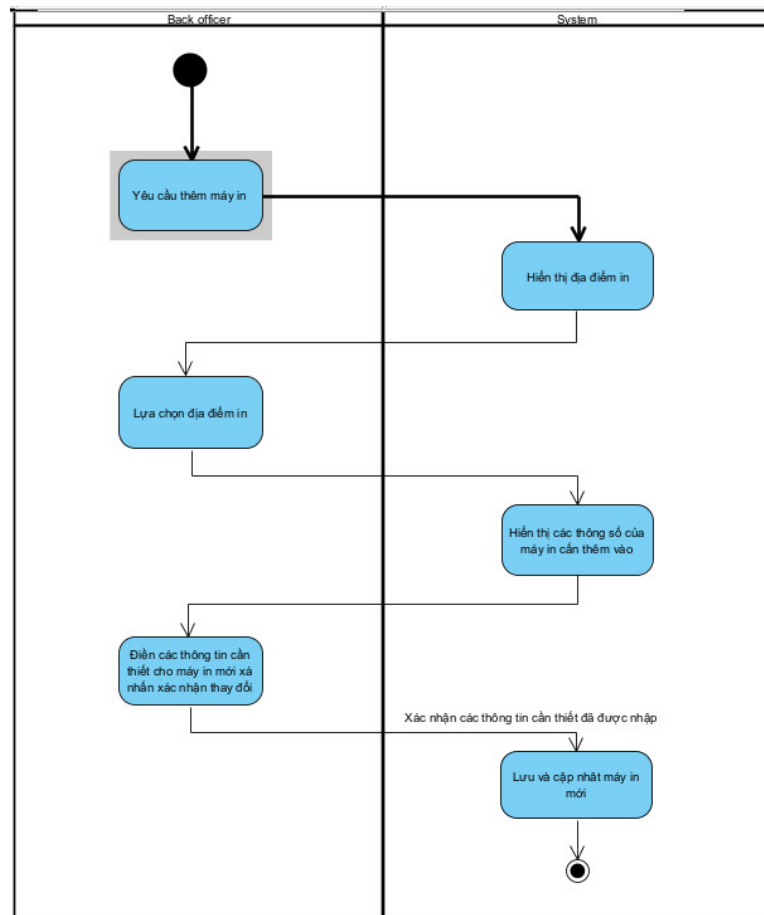 Back officer
System
Yêu cầu thêm máy in
Hiển thị địa điểm in
Lựa chọn địa điểm in
Hiển thị các thông số của
máy in cần thêm vào
Điền các thông tin cần
thiết cho máy in mới xà
nhấn xác nhận thay đổi
Xác nhận các thông tin cần thiết đã được nhập
Lưu và cập nhât máy in
mới